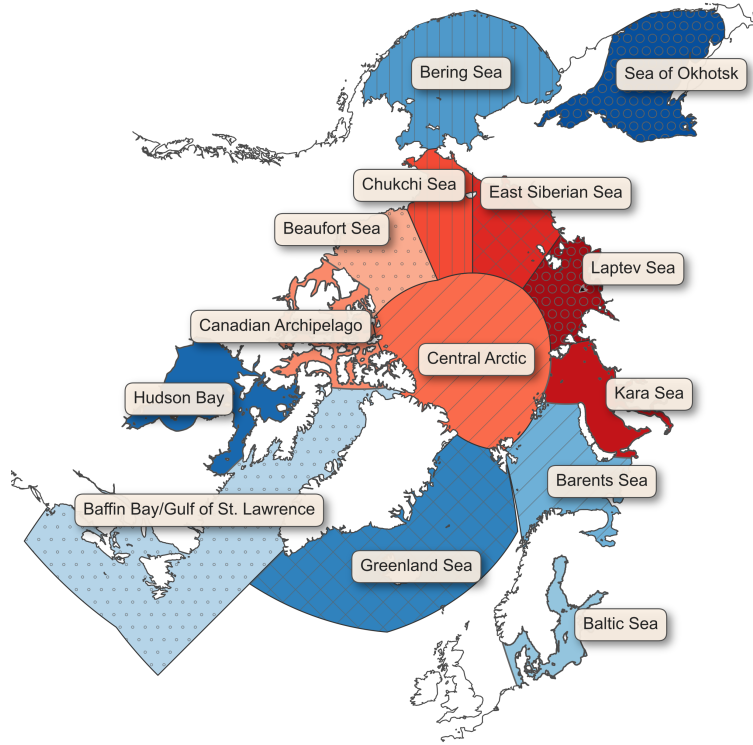 Bering Sea
Sea of Okhotsk
Chukchi Sea
East Siberian Sea
Beaufort Sea
Laptev Sea
Canadian Archipelago
Central Arctic
Hudson Bay
Kara Sea
Barents Sea
Baffin Bay/Gulf of St. Lawrence
Greenland Sea
Baltic Sea